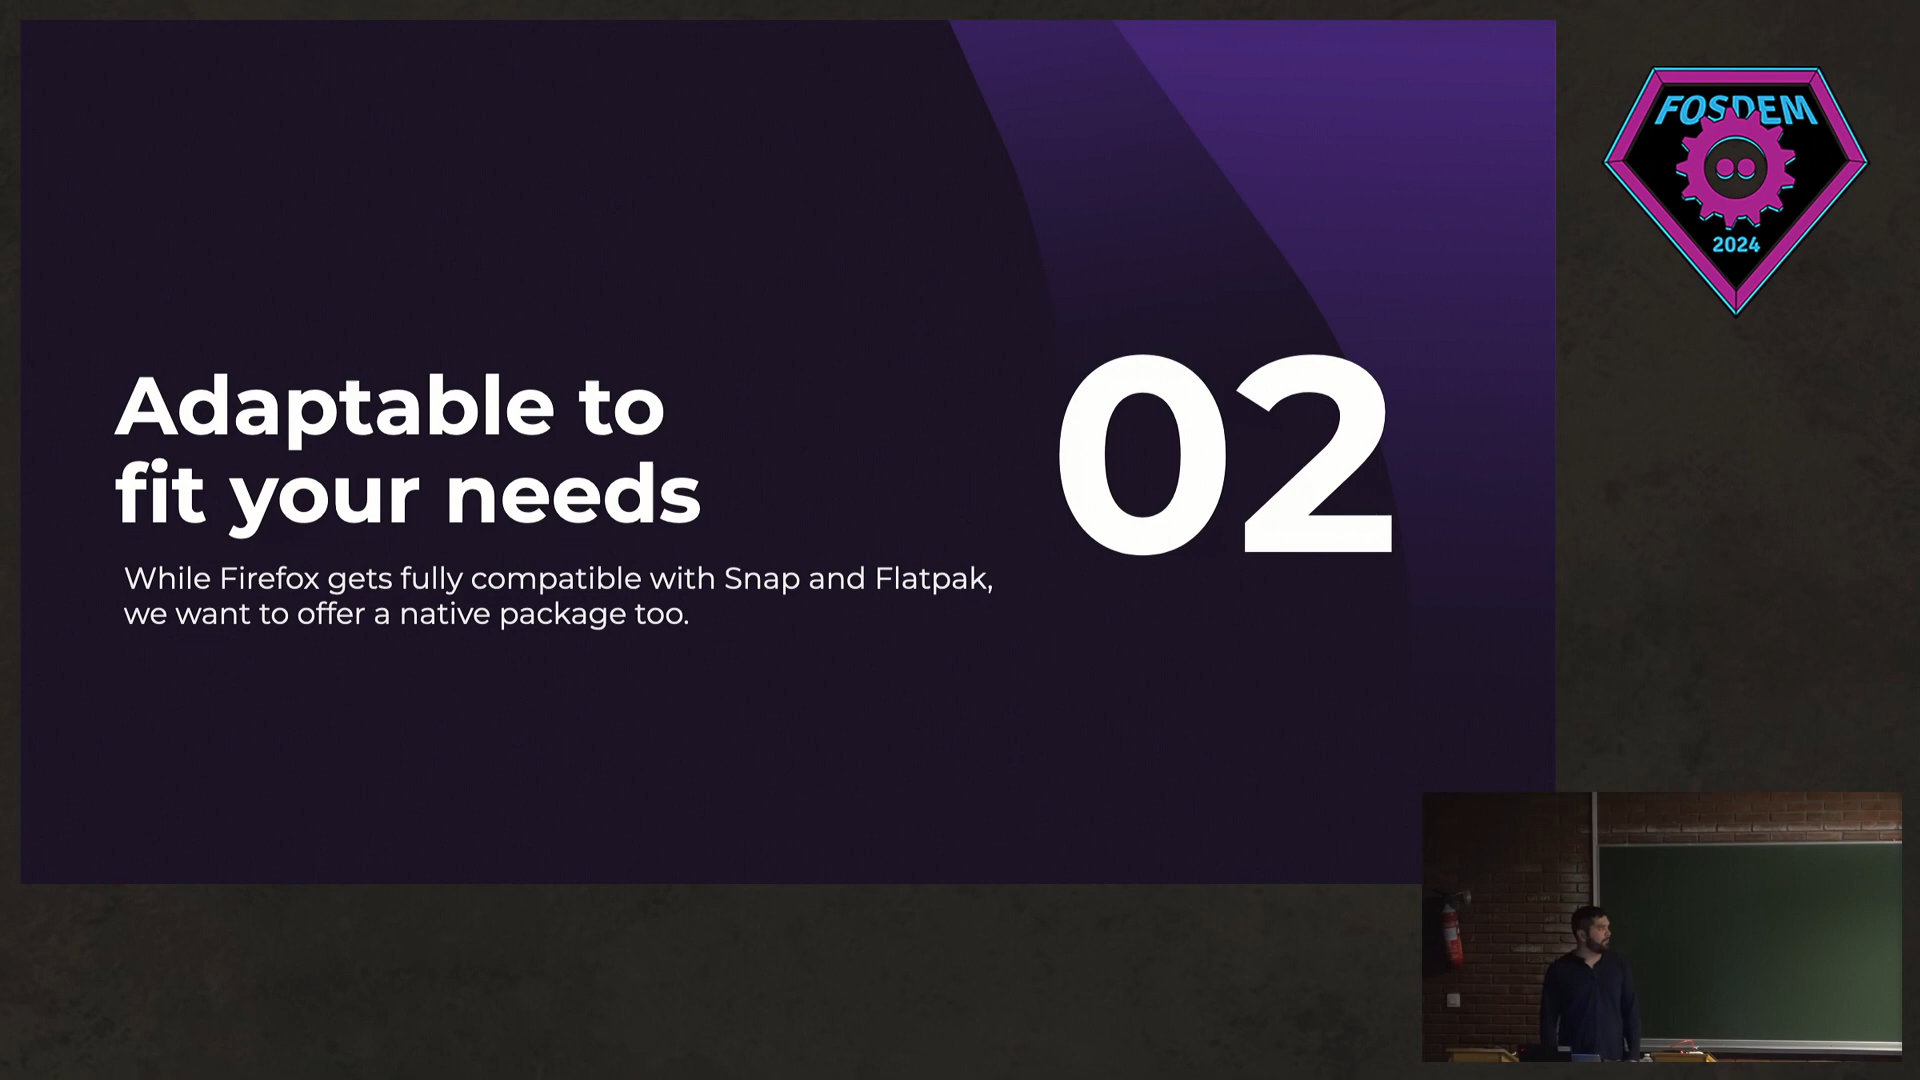 Adaptable to
fit your needs
While Firefox gets fully compatible with Snap and Flatpak,
we want to offer a native package too.
02
FOSDEM
2024